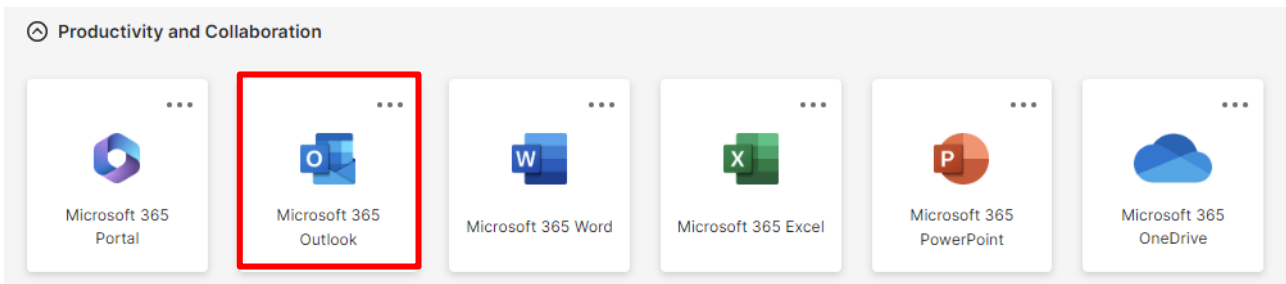 Productivity and Collaboration
Microsoft 365
Portal
O
Microsoft 365
Outlook
W
Microsoft 365 Word
X
Microsoft 365 Excel
P
Microsoft 365
PowerPoint
Microsoft 365
OneDrive